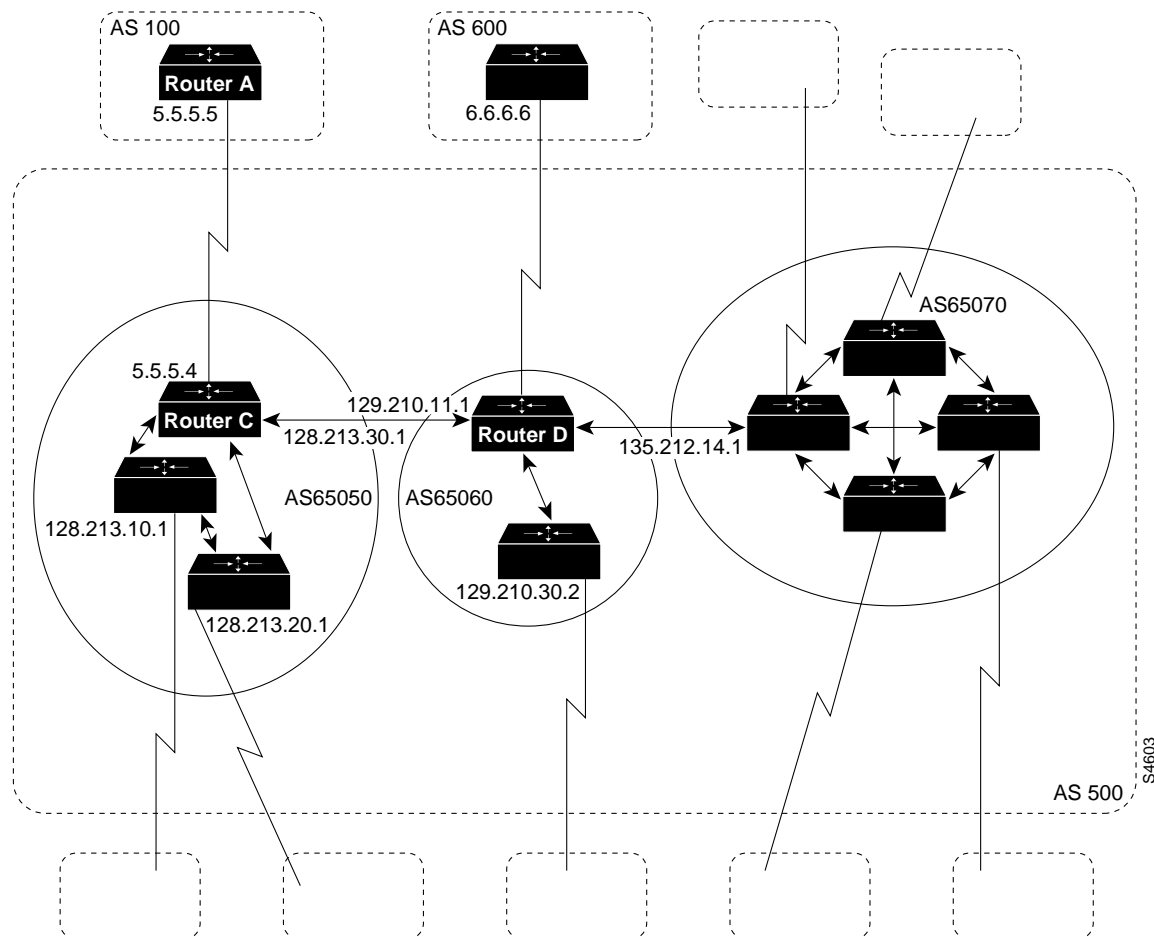 AS 100
Router A
5.5.5.5
AS 600
6.6.6.6
AS65070
5.5.5.4
Router C
129.210.11.1
128.213.30.1
Router D
135.212.14.1
AS65050
AS65060
128.213.10.1
129.210.30.2
128.213.20.1
AS 500
S4603